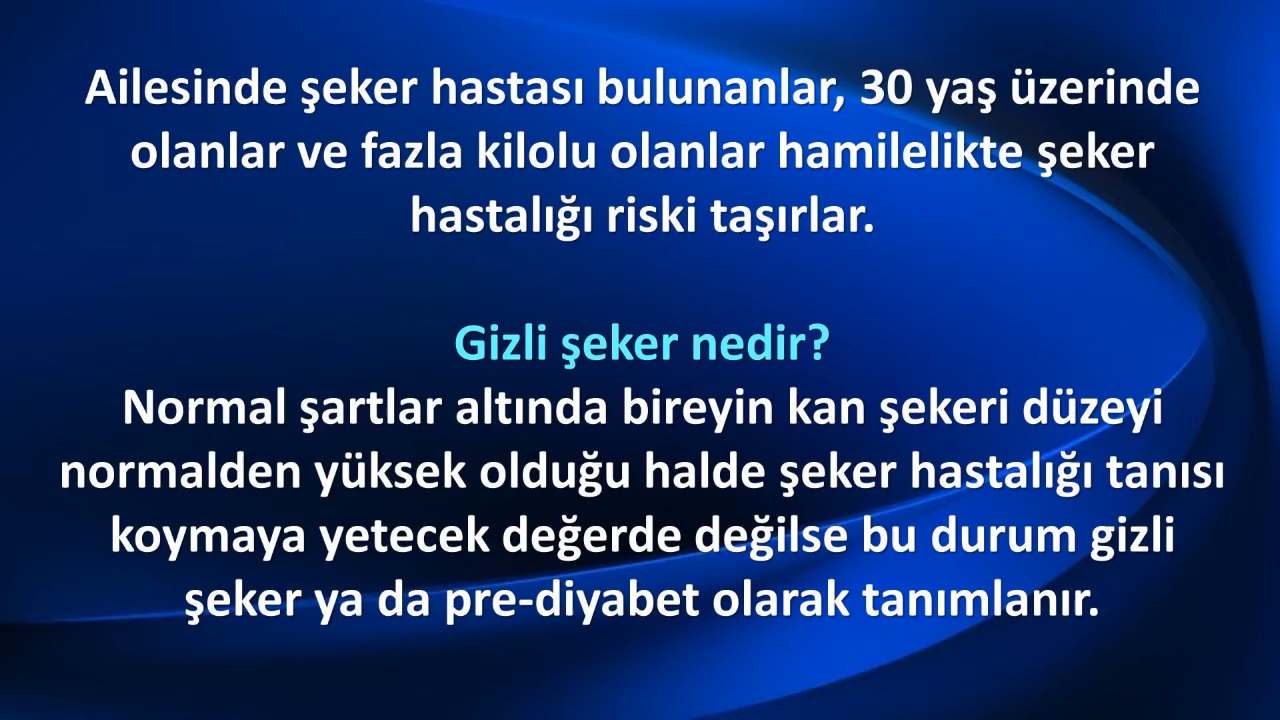 Ailesinde şeker hastası bulunanlar, 30 yaş üzerinde
olanlar ve fazla kilolu olanlar hamilelikte şeker
hastalığı riski taşırlar.
Gizli şeker nedir?
Normal şartlar altında bireyin kan şekeri düzeyi
normalden yüksek olduğu halde şeker hastalığı tanısı
koymaya yetecek değerde değilse bu durum gizli
şeker ya da pre-diyabet olarak tanımlanır.